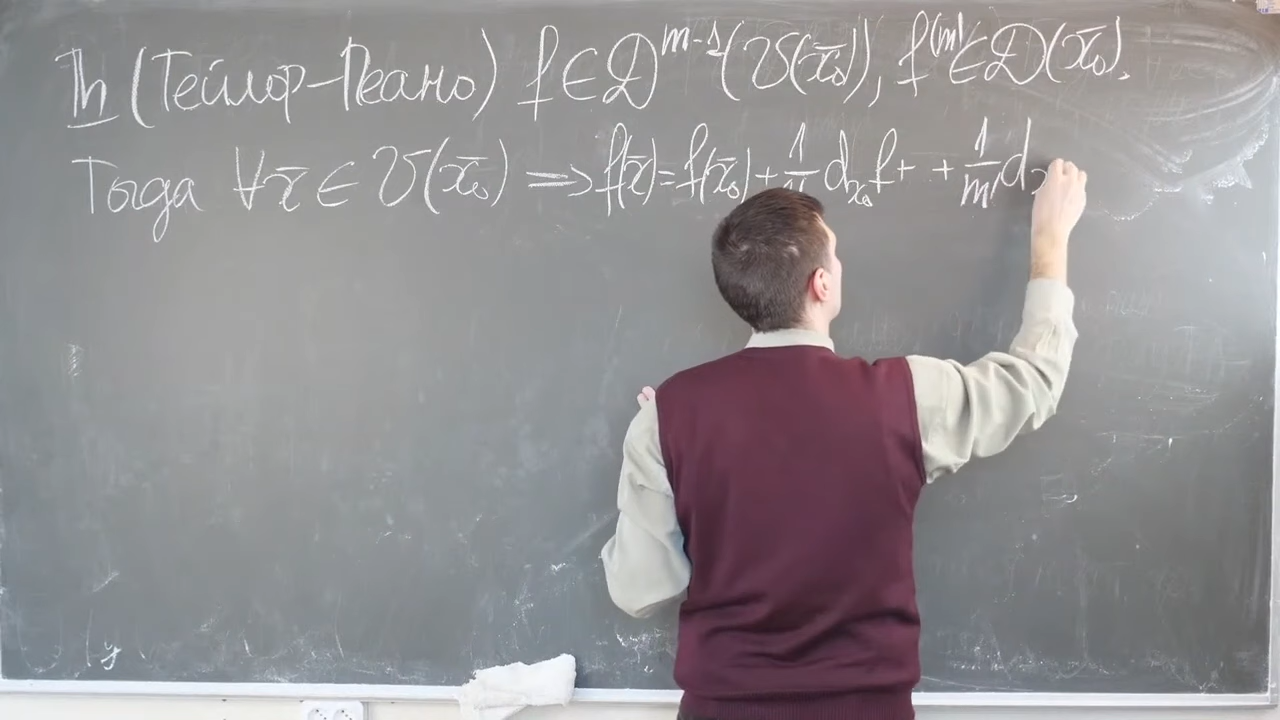 Th (Тейлор-Пеано) f ∈ D^{m-1}(U(x̄₀)), f^{(m)} ∈ D(x̄₀).
Тогда ∀x̄ ∈ U(x̄₀) ⇒ f(x̄) = f(x̄₀) + 1/1! d_{x̄₀} f + + 1/m! d